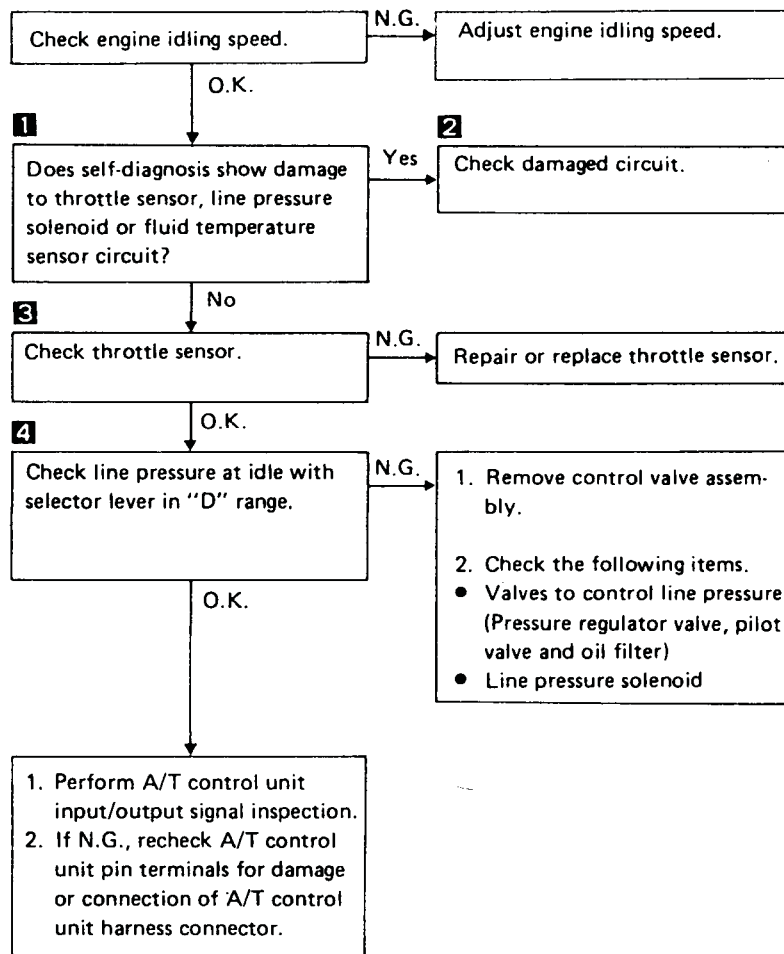 Check engine idling speed.
N.G.
Adjust engine idling speed.
O.K.
1
Does self-diagnosis show damage
to throttle sensor, line pressure
solenoid or fluid temperature
sensor circuit?
Yes
2
Check damaged circuit.
No
3
Check throttle sensor.
N.G.
Repair or replace throttle sensor.
O.K.
4
Check line pressure at idle with
selector lever in "D" range.
N.G.
1. Remove control valve assem-
bly.
2. Check the following items.
● Valves to control line pressure
(Pressure regulator valve, pilot
valve and oil filter)
● Line pressure solenoid
O.K.
1. Perform A/T control unit
input/output signal inspection.
2. If N.G., recheck A/T control
unit pin terminals for damage
or connection of A/T control
unit harness connector.